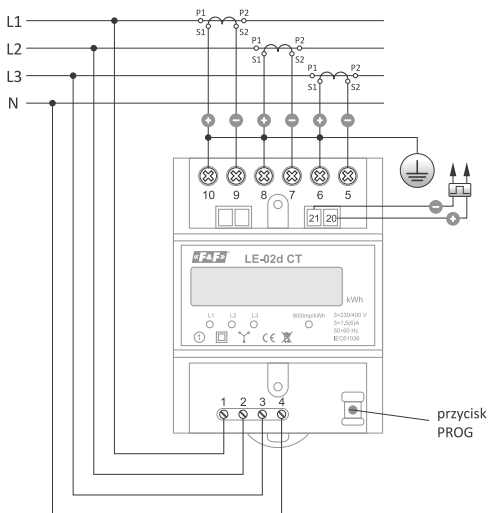 L1
P1 P2
S1 S2
L2
P1 P2
S1 S2
L3
P1 P2
S1 S2
N
+ − + − + −
10 9 8 7 6 5
21 20
−
+
F&F®
LE-02d CT
kWh
L1 L2 L3
800imp/kWh
3×230/400 V
3×1,5(6)A
50÷60 Hz
IEC61036
1
CE
1 2 3 4
przycisk
PROG